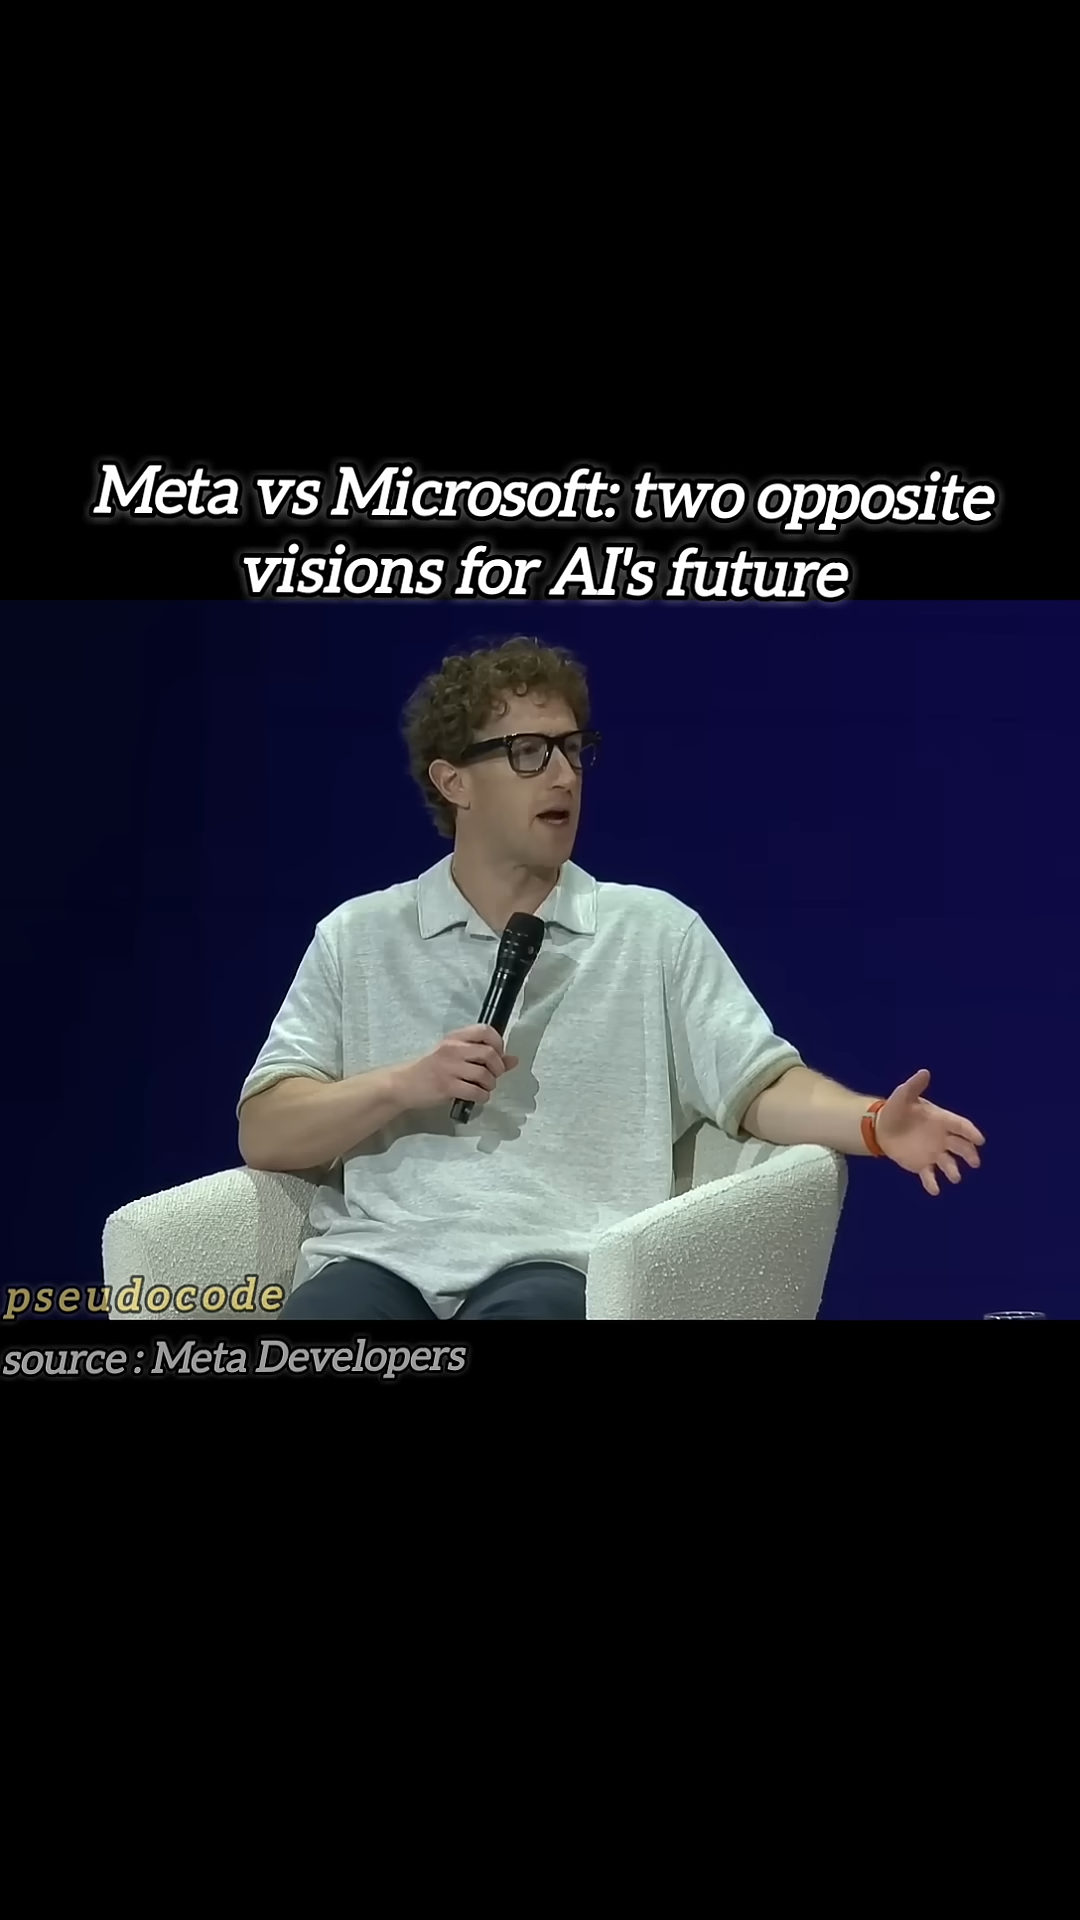 Meta vs Microsoft: two opposite
visions for AI's future
pseudocode
source : Meta Developers